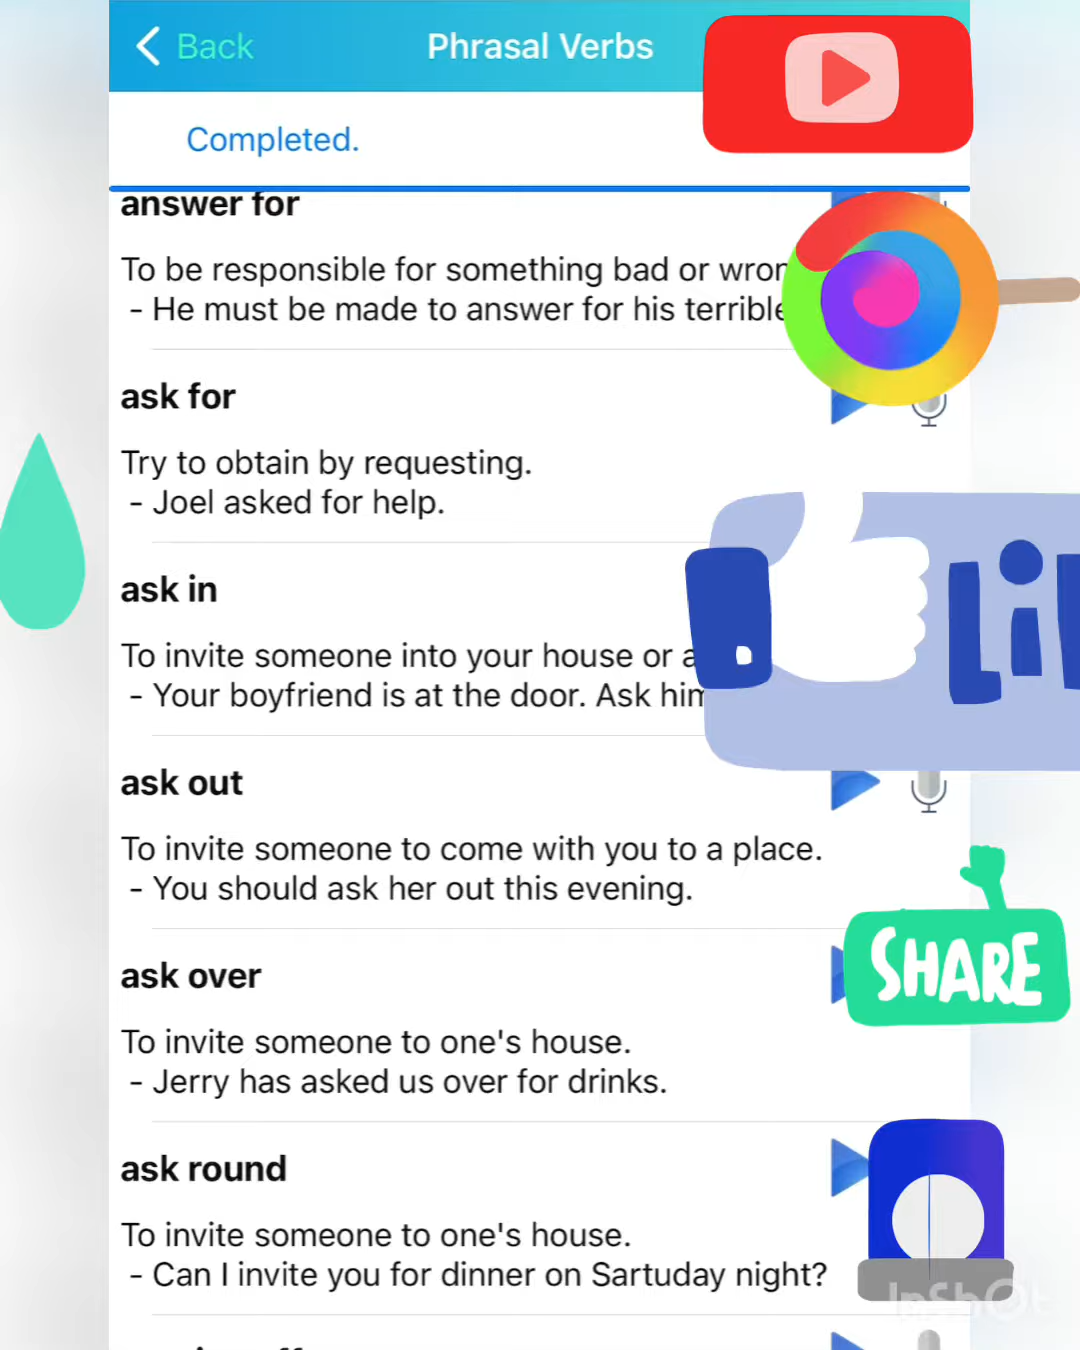 Back
Phrasal Verbs
Completed.
answer for
To be responsible for something bad or
- He must be made to answer for his terrible
ask for
Try to obtain by requesting.
- Joel asked for help.
ask in
To invite someone into your house or
- Your boyfriend is at the door. Ask
ask out
To invite someone to come with you to a place.
- You should ask her out this evening.
ask over
To invite someone to one's house.
- Jerry has asked us over for drinks.
SHARE
ask round
To invite someone to one's house.
- Can I invite you for dinner on Sartuday night?
InShOt